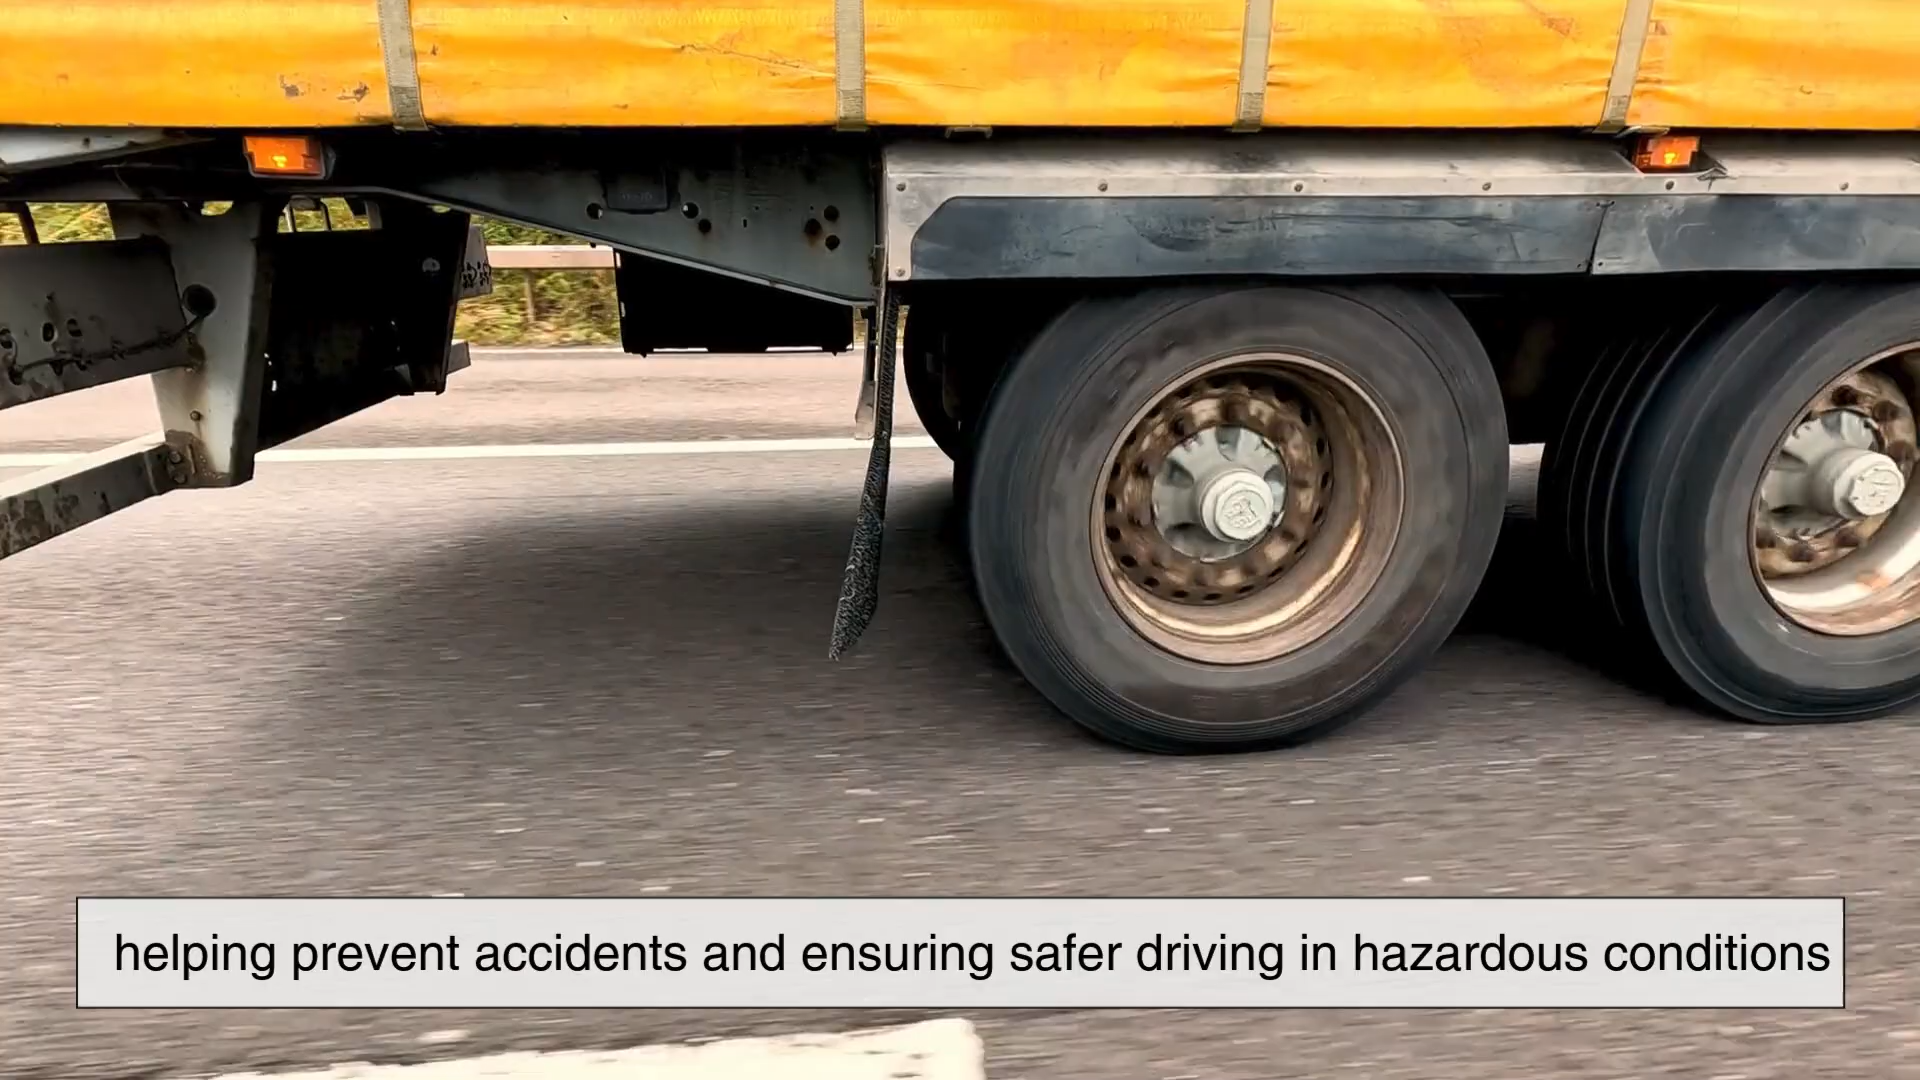 helping prevent accidents and ensuring safer driving in hazardous conditions